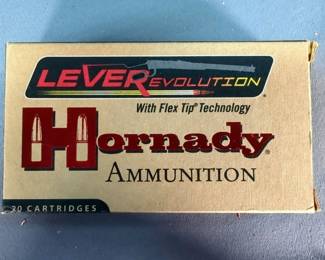 LEVEREVOLUTION
With Flex Tip® Technology
Hornady®
AMMUNITION
20 CARTRIDGES